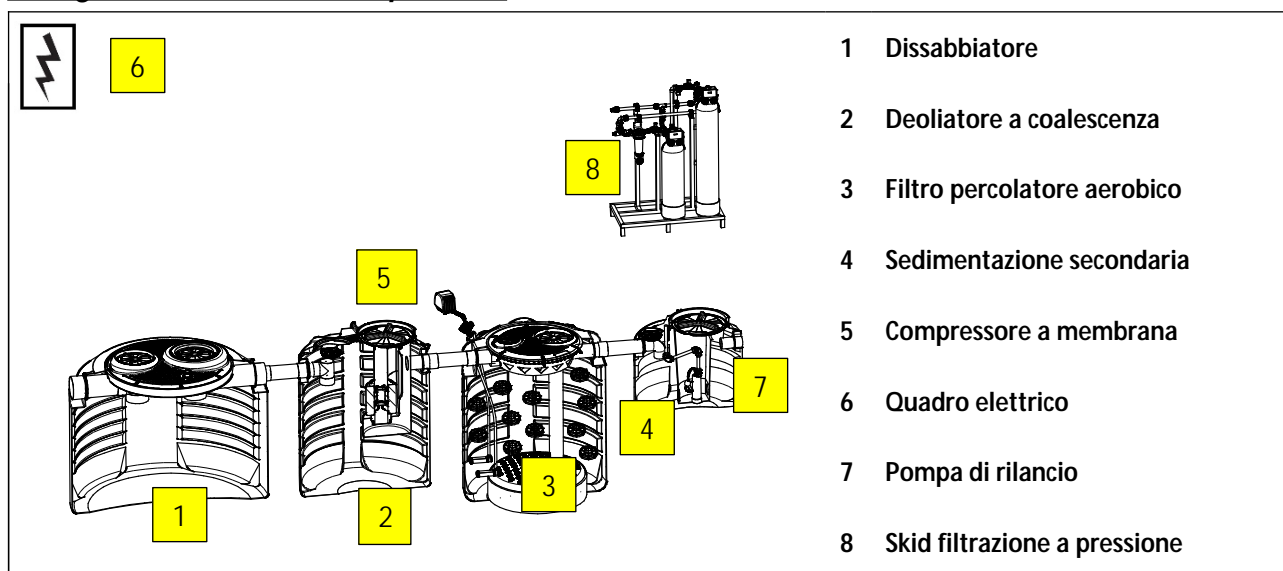 6
1 Dissabbiatore
2 Deoliatore a coalescenza
8
3 Filtro percolatore aerobico
4 Sedimentazione secondaria
5
5 Compressore a membrana
6 Quadro elettrico
7
4
7 Pompa di rilancio
3
1
2
8 Skid filtrazione a pressione